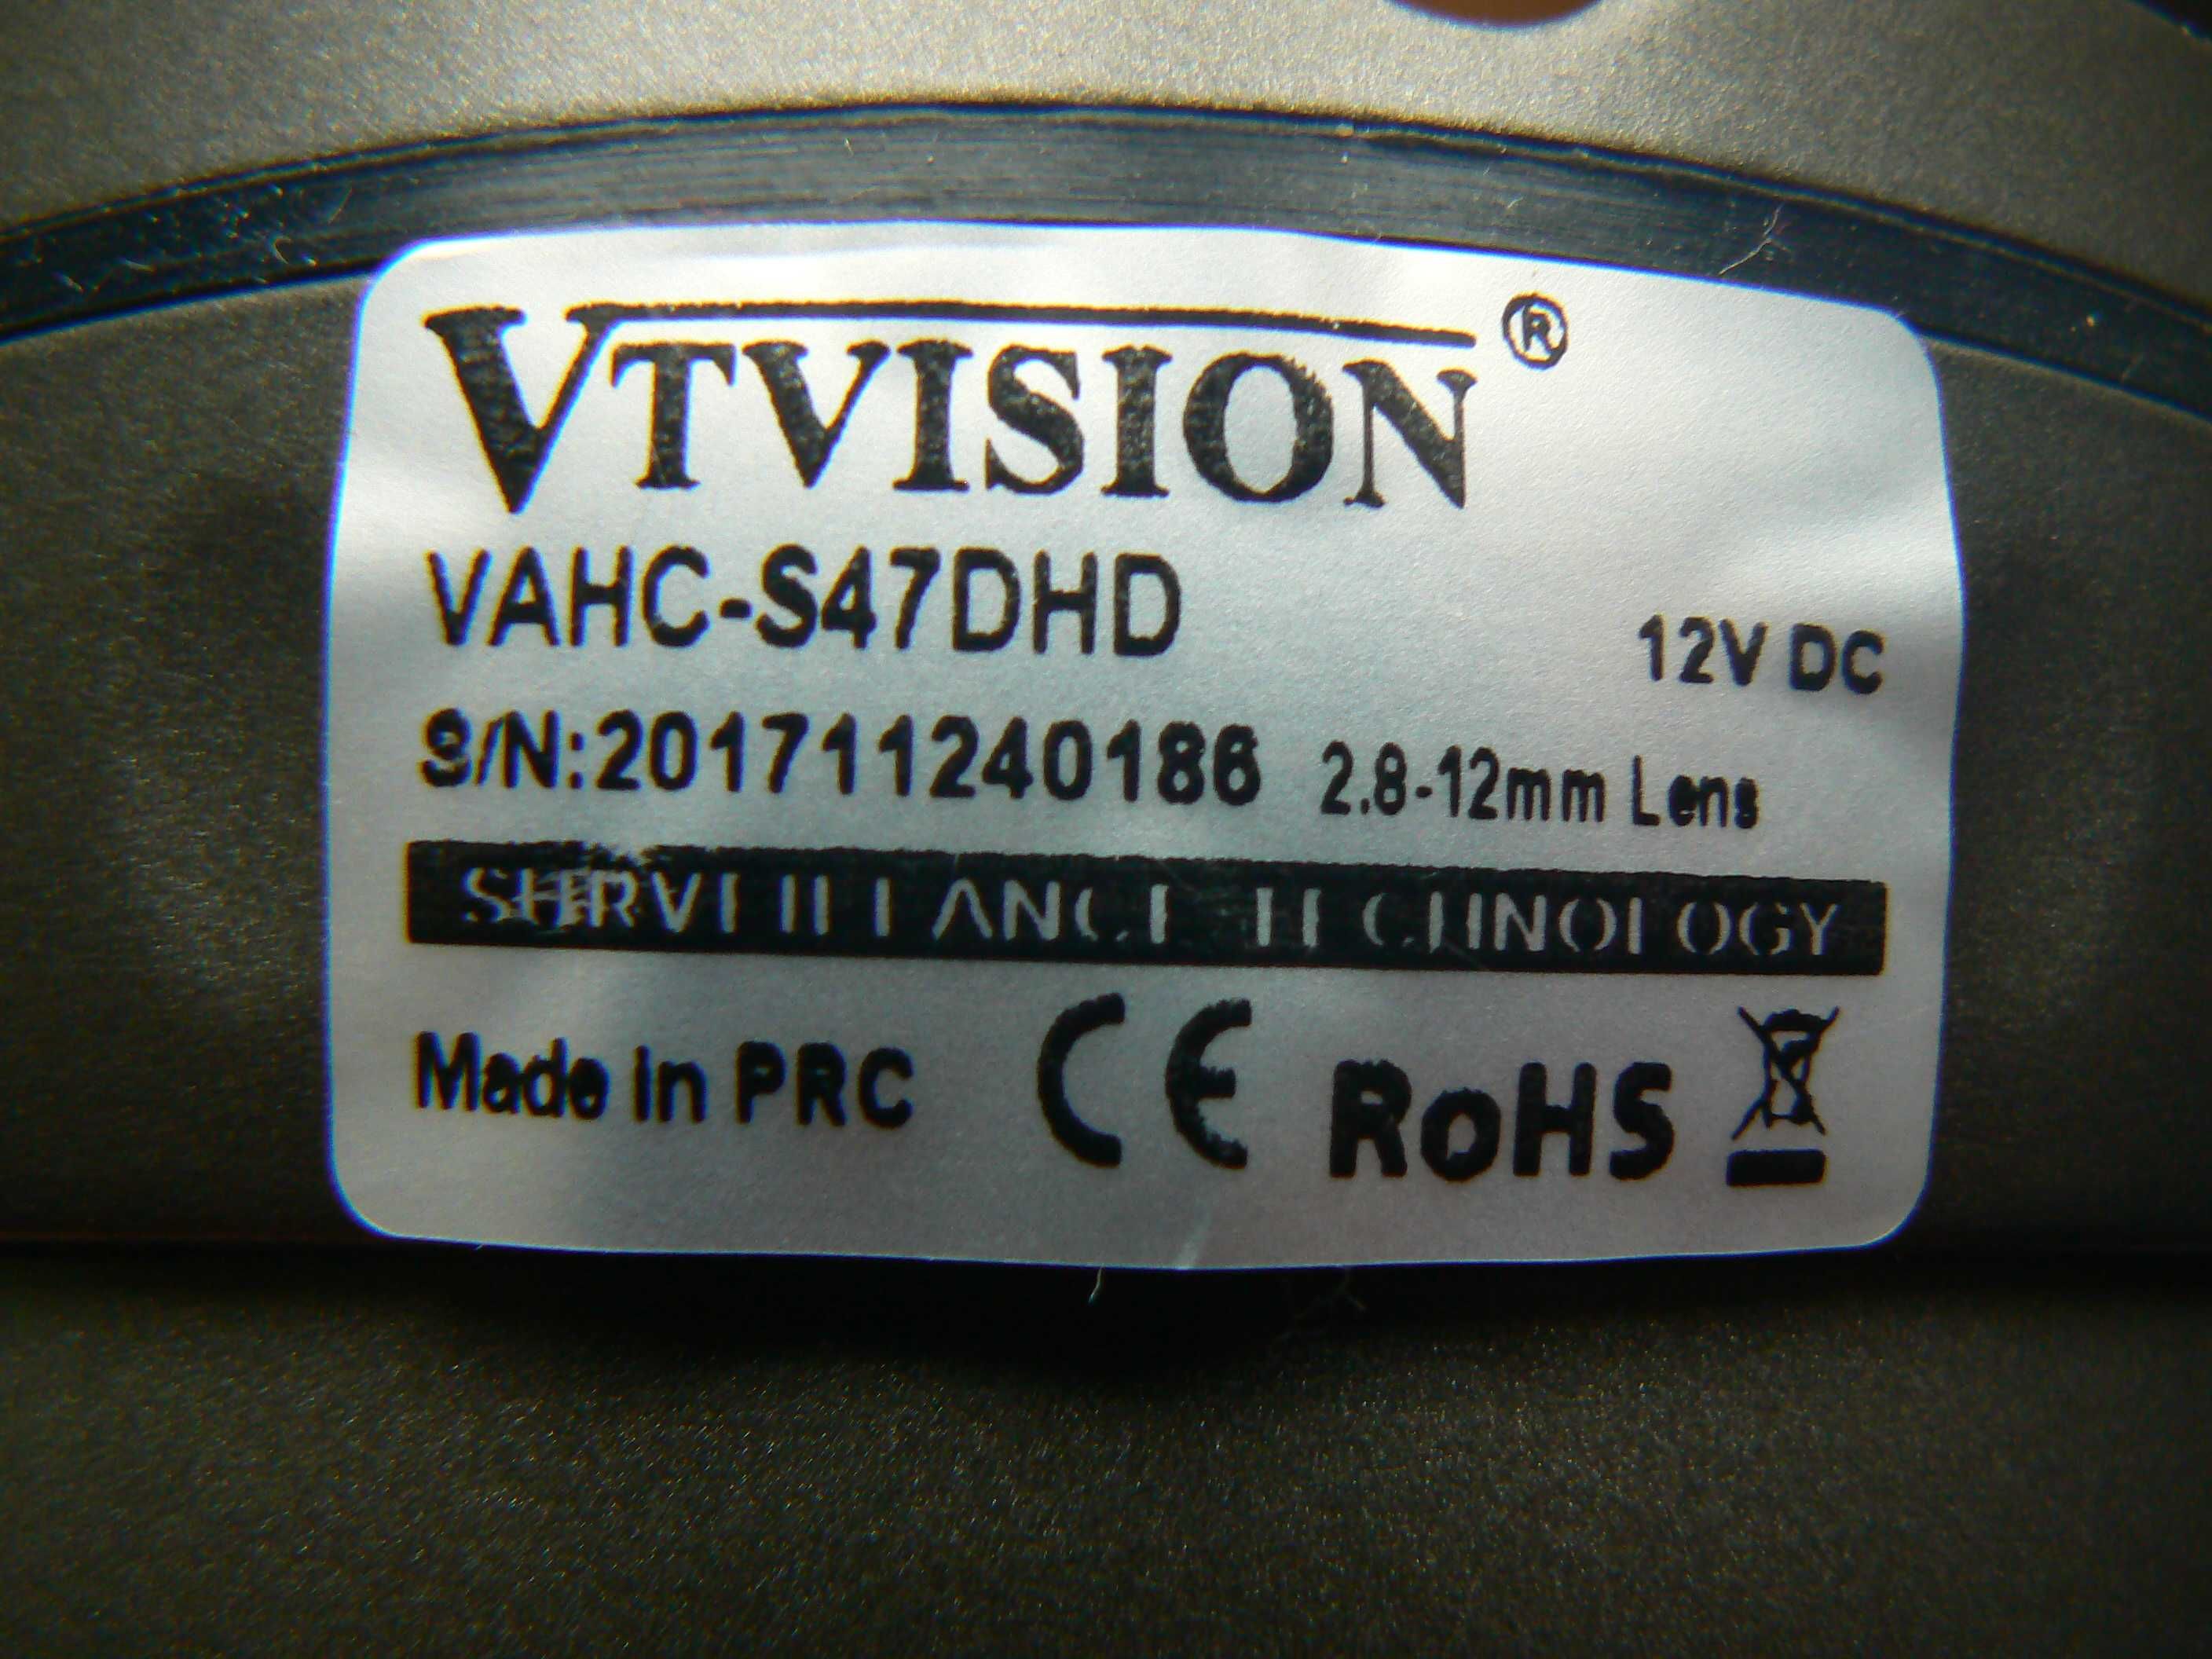 VTVISION®
VAHC-S47DHD
12V DC
S/N:201711240186 2.8-12mm Lens
SURVEILLANCE TECHNOLOGY
Made in PRC CE RoHS